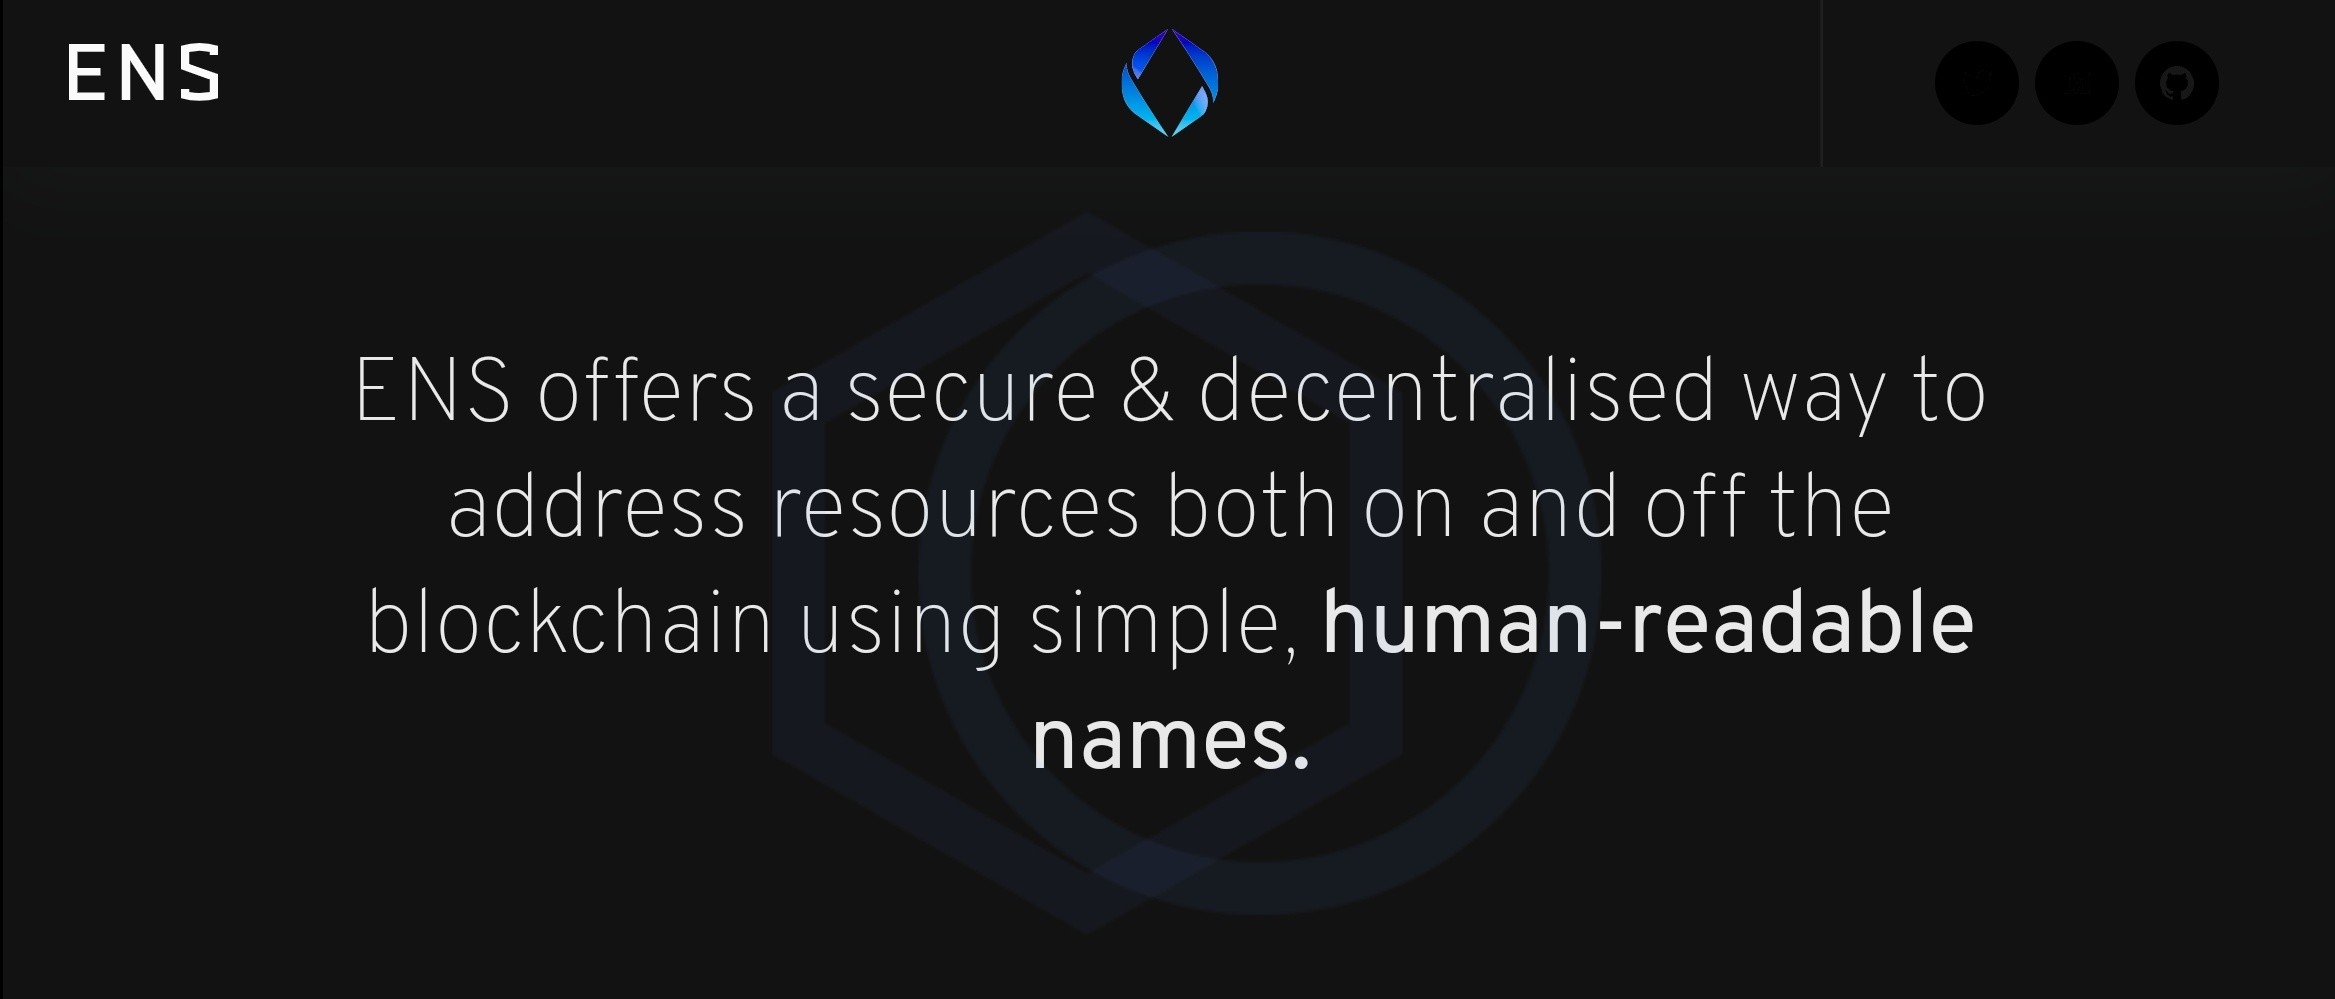 ENS
ENS offers a secure & decentralised way to
address resources both on and off the
blockchain using simple, human-readable
names.